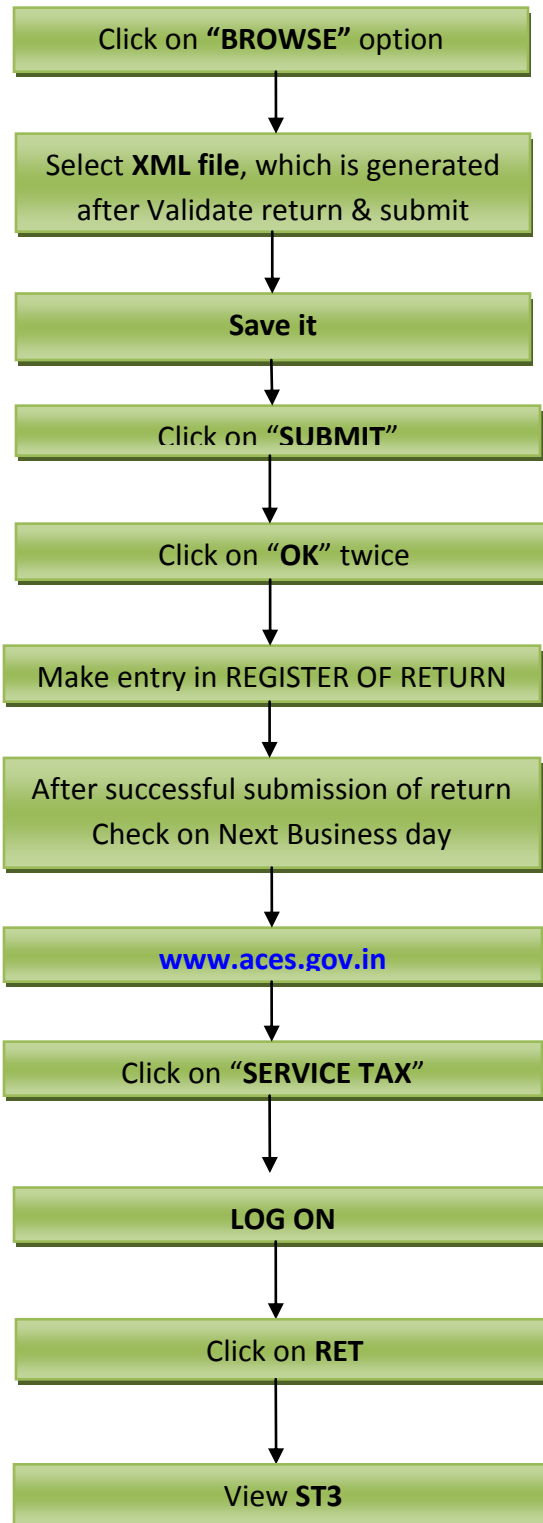 Click on “BROWSE” option
Select XML file, which is generated
after Validate return & submit
Save it
Click on “SUBMIT”
Click on “OK” twice
Make entry in REGISTER OF RETURN
After successful submission of return
Check on Next Business day
www.aces.gov.in
Click on “SERVICE TAX”
LOG ON
Click on RET
View ST3